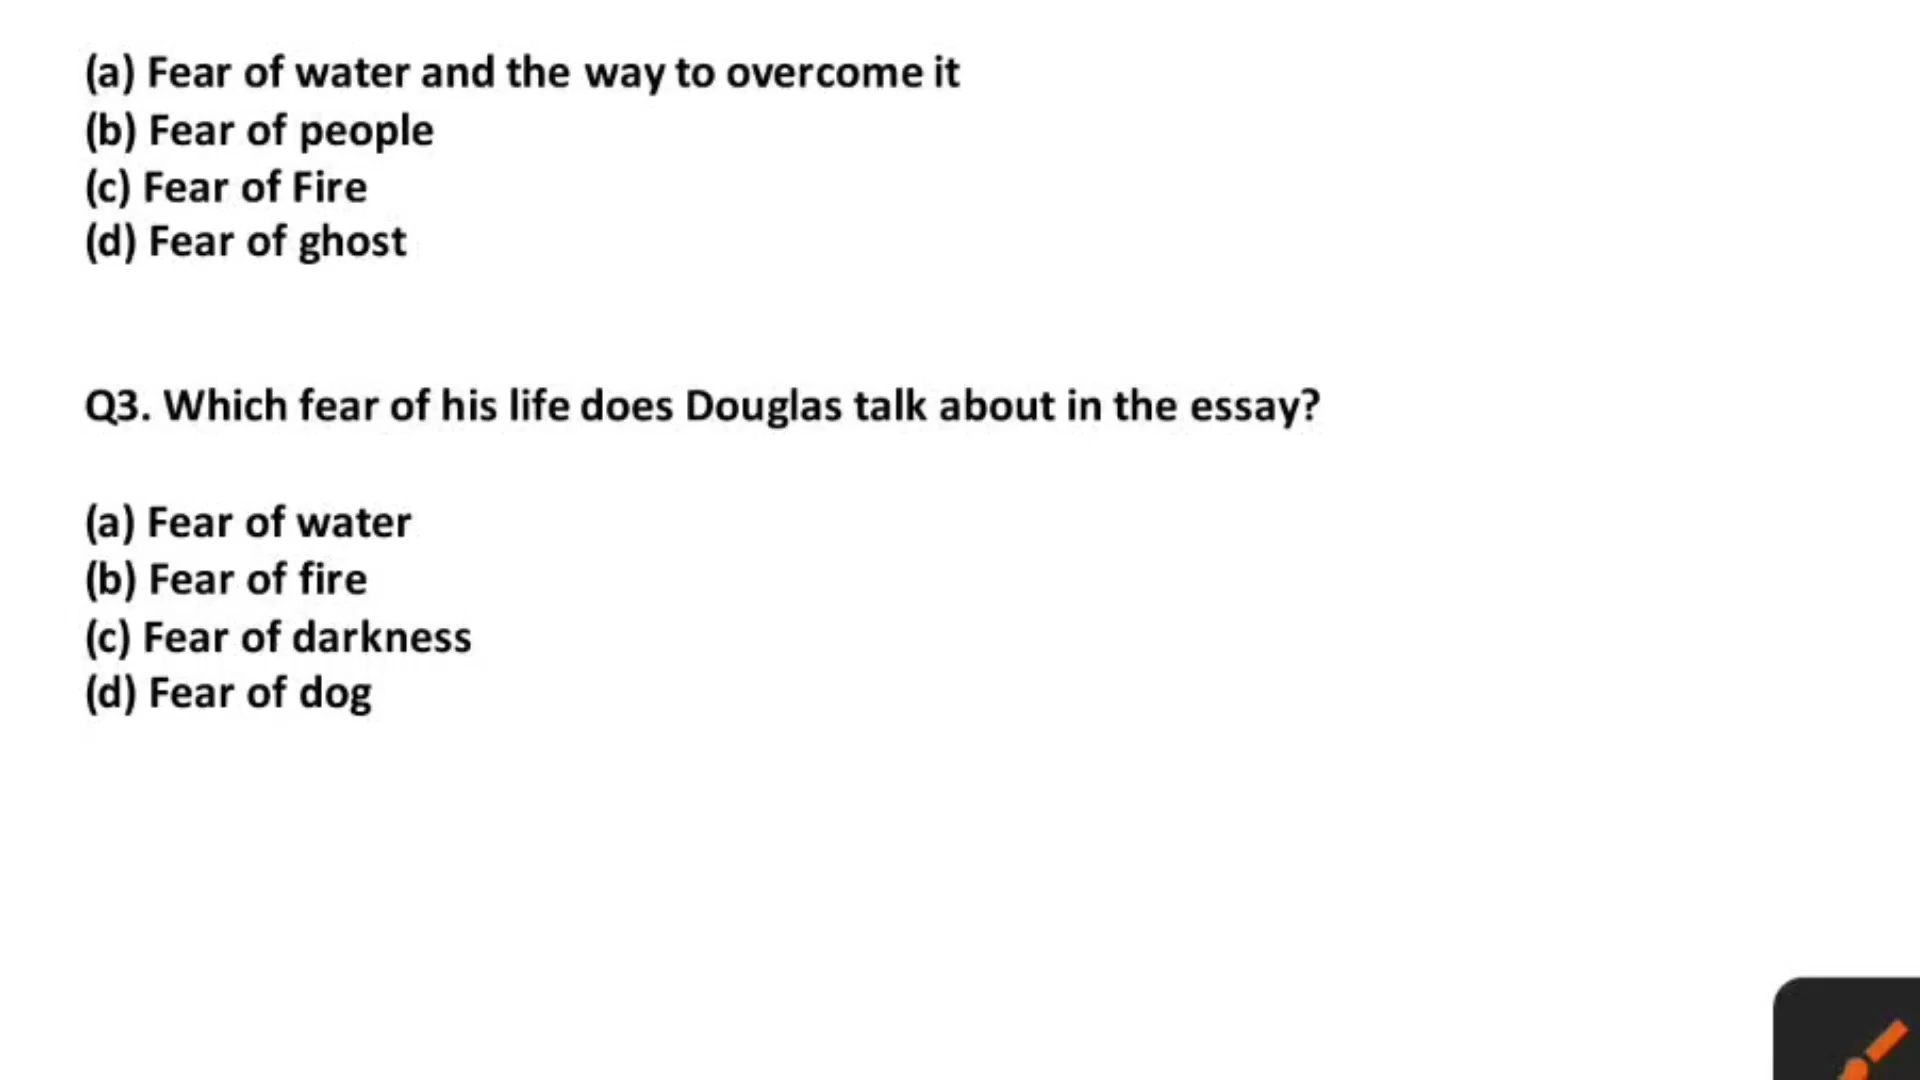 (a) Fear of water and the way to overcome it
(b) Fear of people
(c) Fear of Fire
(d) Fear of ghost
Q3. Which fear of his life does Douglas talk about in the essay?
(a) Fear of water
(b) Fear of fire
(c) Fear of darkness
(d) Fear of dog